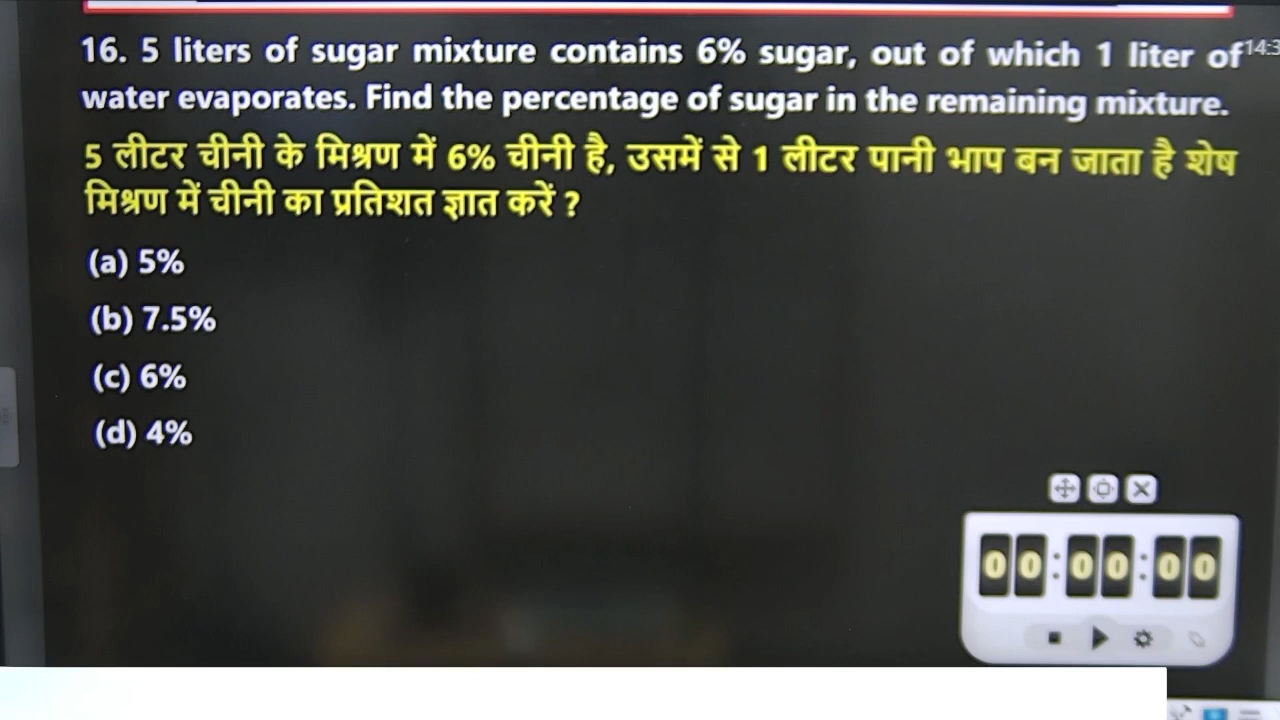 16. 5 liters of sugar mixture contains 6% sugar, out of which 1 liter of
water evaporates. Find the percentage of sugar in the remaining mixture.
5 लीटर चीनी के मिश्रण में 6% चीनी है, उसमें से 1 लीटर पानी भाप बन जाता है शेष
मिश्रण में चीनी का प्रतिशत ज्ञात करें ?
(a) 5%
(b) 7.5%
(c) 6%
(d) 4%
00:00:00